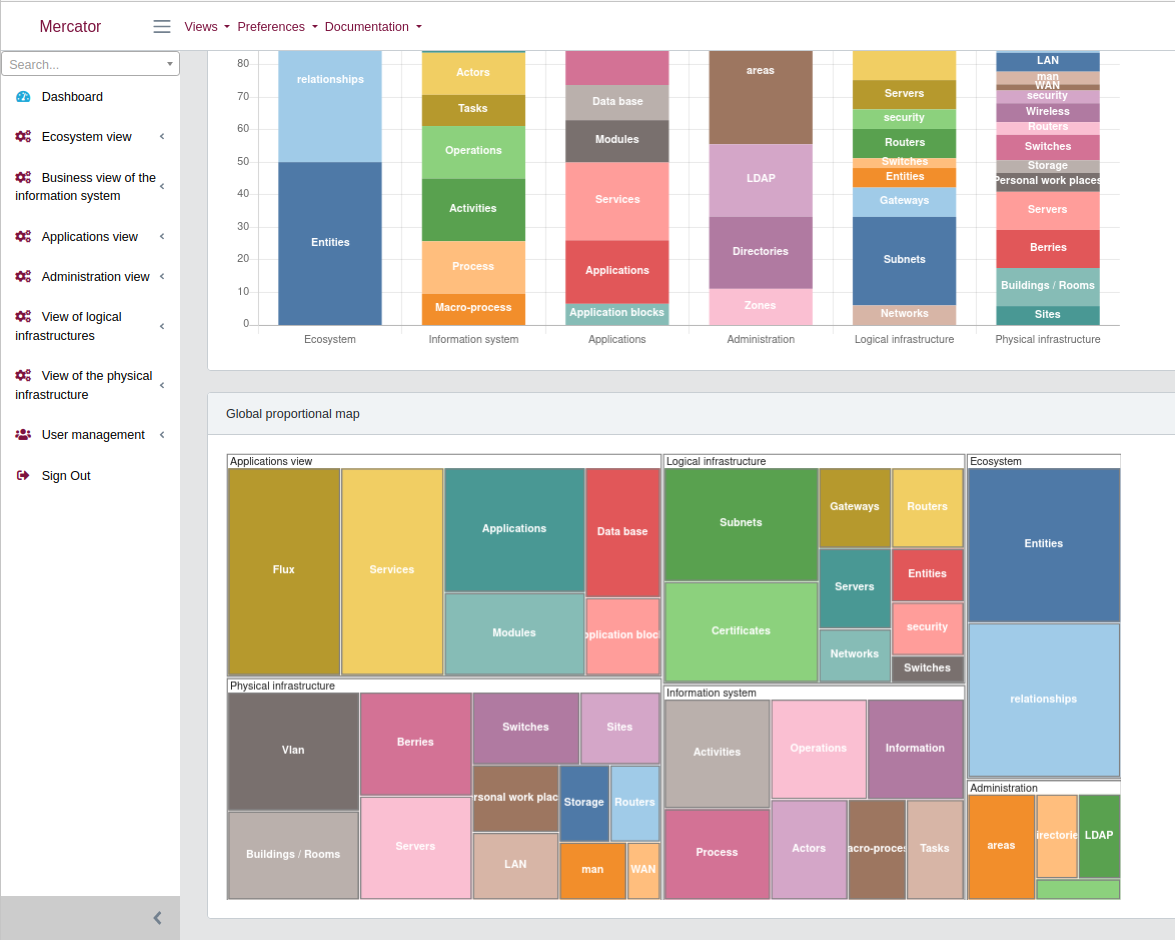 Mercator
Views
Preferences
Documentation
Search...
Dashboard
Ecosystem view
Business view of the
information system
Applications view
Administration view
View of logical
infrastructures
View of the physical
infrastructure
User management
Sign Out
80
70
60
50
40
30
20
10
0
relationships
Entities
Actors
Tasks
Operations
Activities
Process
Macro-process
Data base
Modules
Services
Applications
Application blocks
areas
LDAP
Directories
Zones
Servers
security
Routers
Switches
Entities
Gateways
Subnets
Networks
LAN
man
WAN
security
Wireless
Routers
Switches
Storage
Personal work places
Servers
Berries
Buildings / Rooms
Sites
Ecosystem
Information system
Applications
Administration
Logical infrastructure
Physical infrastructure
Global proportional map
Applications view
Flux
Services
Applications
Modules
Data base
pplication block
Logical infrastructure
Subnets
Certificates
Gateways
Routers
Servers
Entities
security
Networks
Switches
Ecosystem
Entities
relationships
Physical infrastructure
Vlan
Buildings / Rooms
Berries
Servers
Switches
Sites
rsonal work plac
Storage
Routers
LAN
man
WAN
Information system
Activities
Operations
Information
Process
Actors
acro-proces
Tasks
Administration
areas
irectorie
LDAP